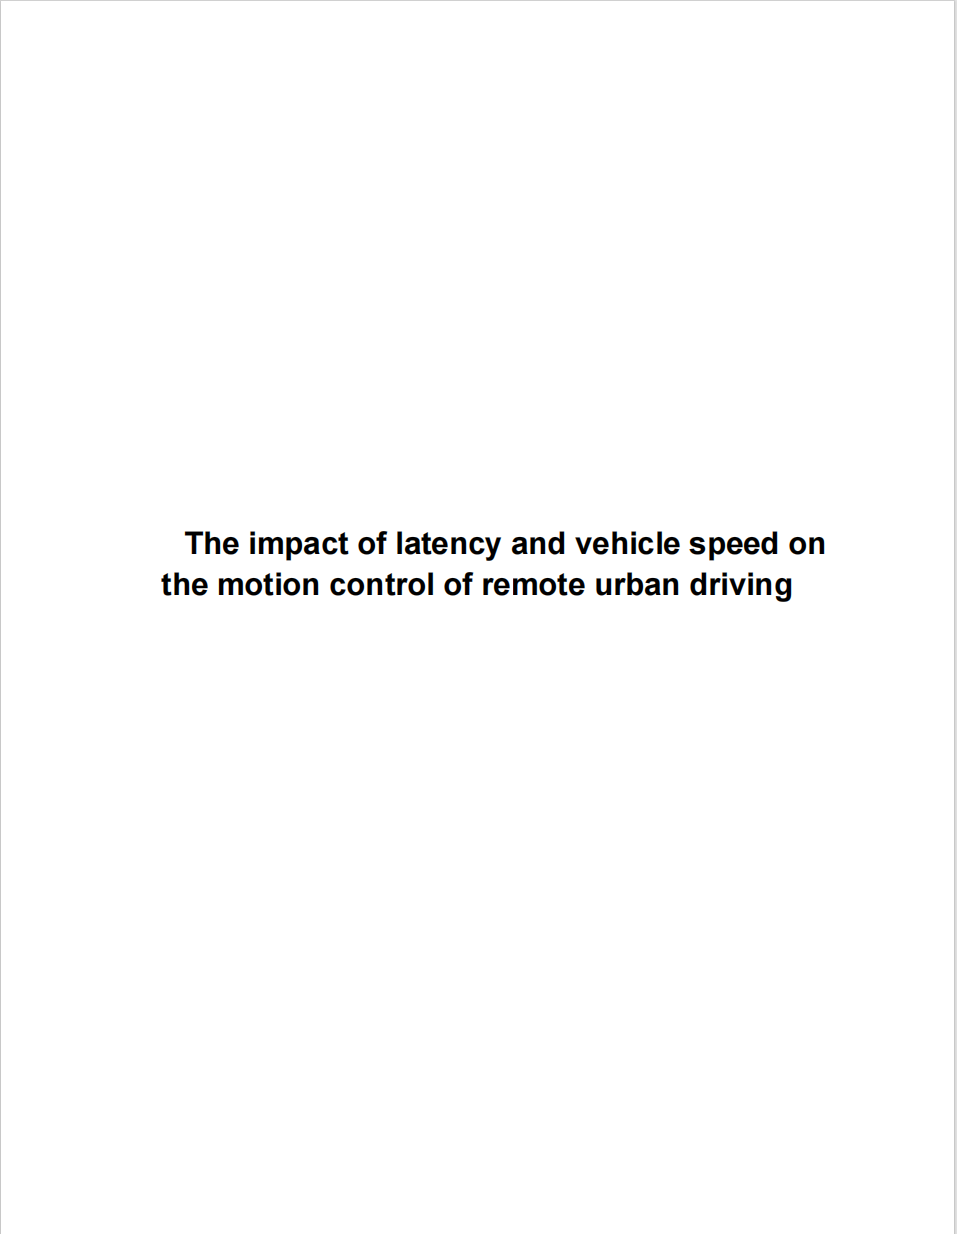 The impact of latency and vehicle speed on
the motion control of remote urban driving